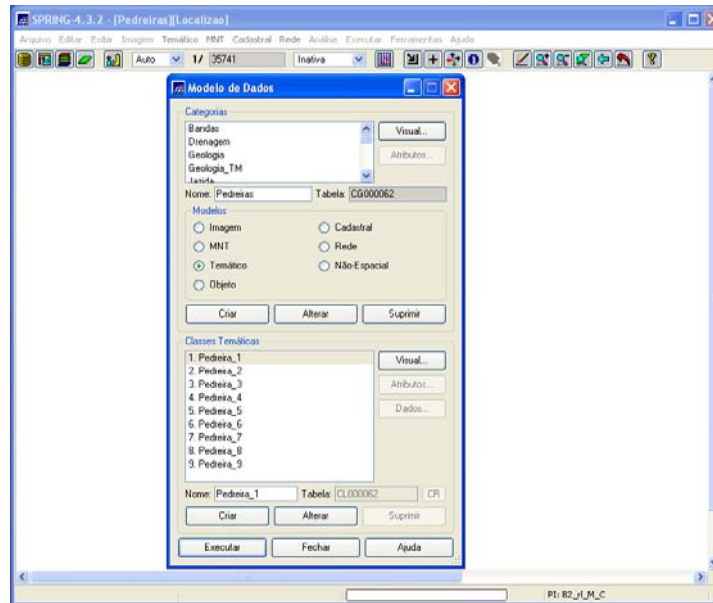 SPRING-4.3.2 - [Pedreiras][Localizao]
Arquivo Editar Exibir Imagem Temático MNT Cadastral Rede Análise Executar Ferramentas Ajuda
Auto 1/ 35741 Inativa
Modelo de Dados
Categorias
Bandas
Drenagem
Geologia
Geologia_TM
Jazida
Visual...
Atributos...
Nome: Pedreiras Tabela: CG000062
Modelos
Imagem Cadastral
MNT Rede
Temático Não-Espacial
Objeto
Criar Alterar Suprimir
Classes Temáticas
1. Pedreira_1
2. Pedreira_2
3. Pedreira_3
4. Pedreira_4
5. Pedreira_5
6. Pedreira_6
7. Pedreira_7
8. Pedreira_8
9. Pedreira_9
Visual...
Atributos...
Dados...
Nome: Pedreira_1 Tabela: CL000062 CR
Criar Alterar Suprimir
Executar Fechar Ajuda
PI: B2_rl_M_C